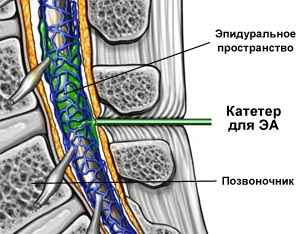 Эпидуральное
пространство
Катетер
для ЭА
Позвоночник